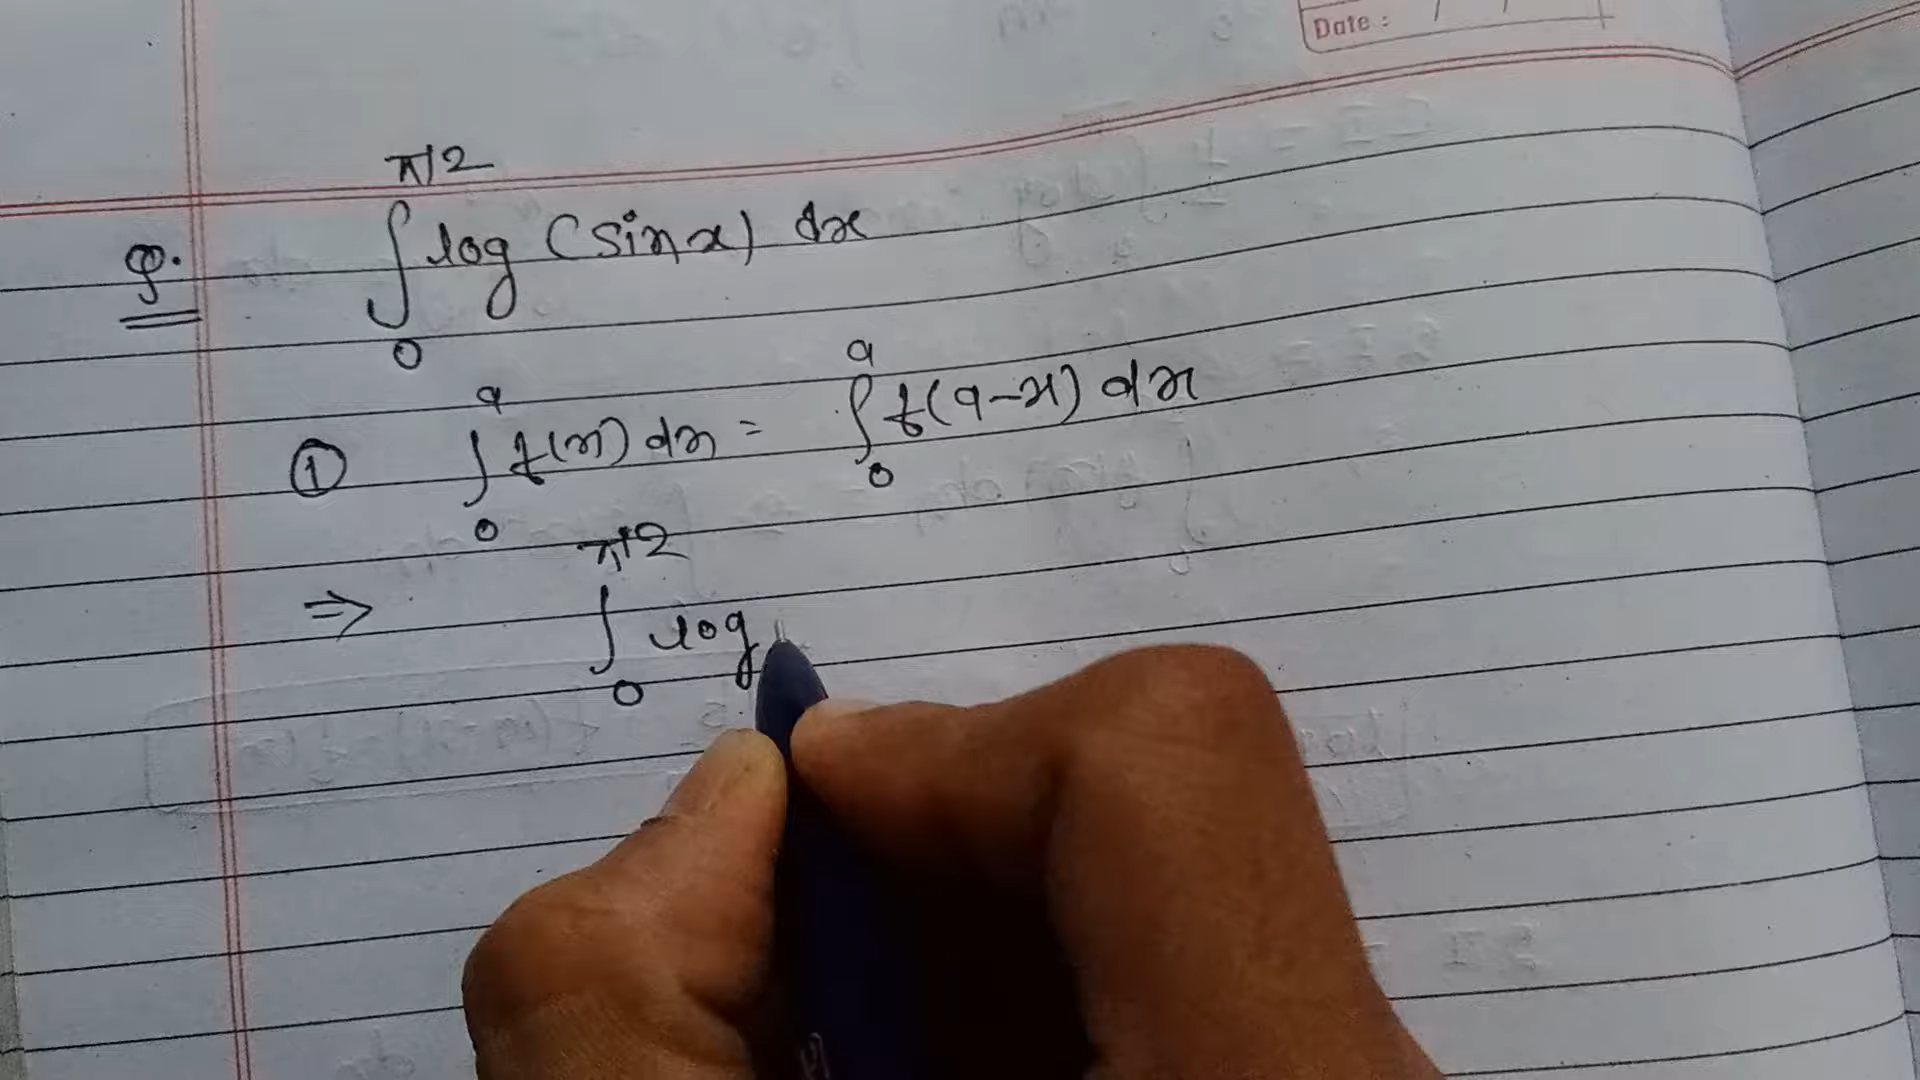 Date : / /
Q. ∫₀^π/2 log (sin x) dx
① ∫₀^a f(x) dx = ∫₀^a f(a-x) dx
⇒ ∫₀^π/2 log